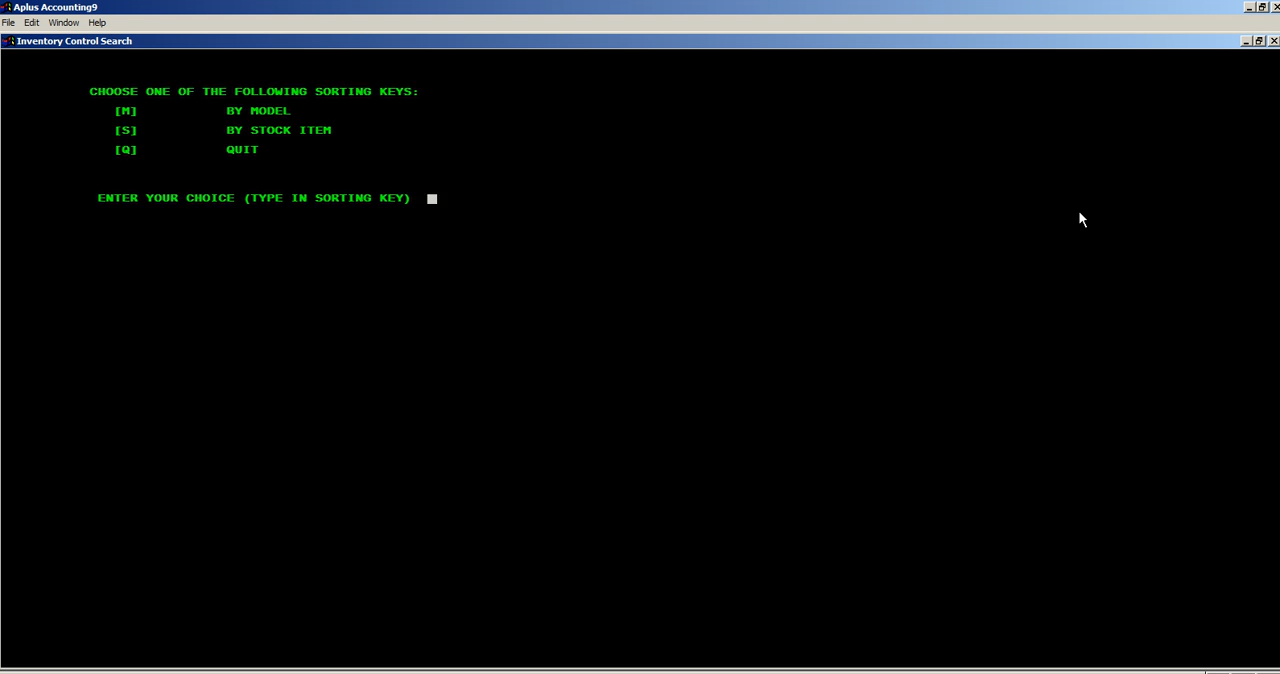 Aplus Accounting9
File Edit Window Help
Inventory Control Search
CHOOSE ONE OF THE FOLLOWING SORTING KEYS:
[M] BY MODEL
[S] BY STOCK ITEM
[Q] QUIT
ENTER YOUR CHOICE (TYPE IN SORTING KEY)